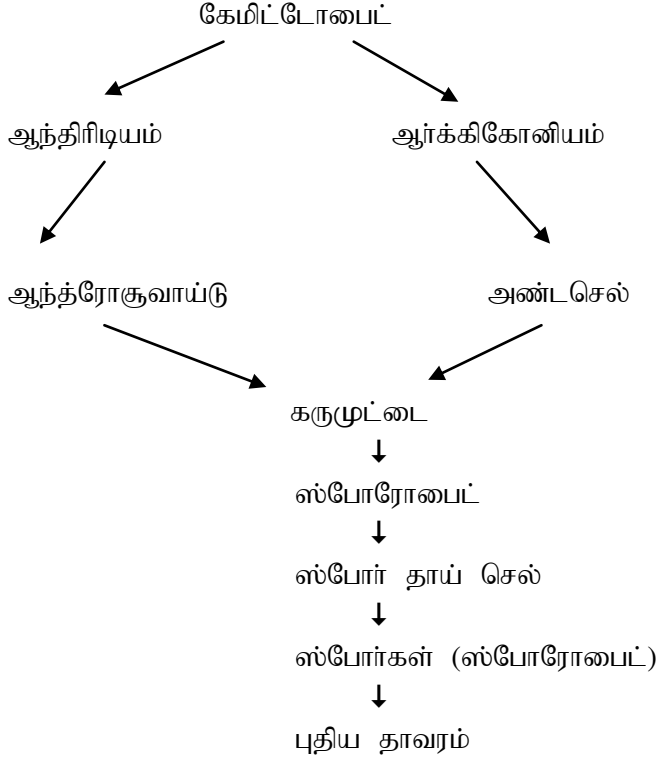 கேமிட்டோபைட்
ஆந்திரிடியம் ஆர்க்கிகோனியம்
ஆந்த்ரோசூவாய்டு அண்டசெல்
கருமுட்டை
ஸ்போரோபைட்
ஸ்போர் தாய் செல்
ஸ்போர்கள் (ஸ்போரோபைட்)
புதிய தாவரம்